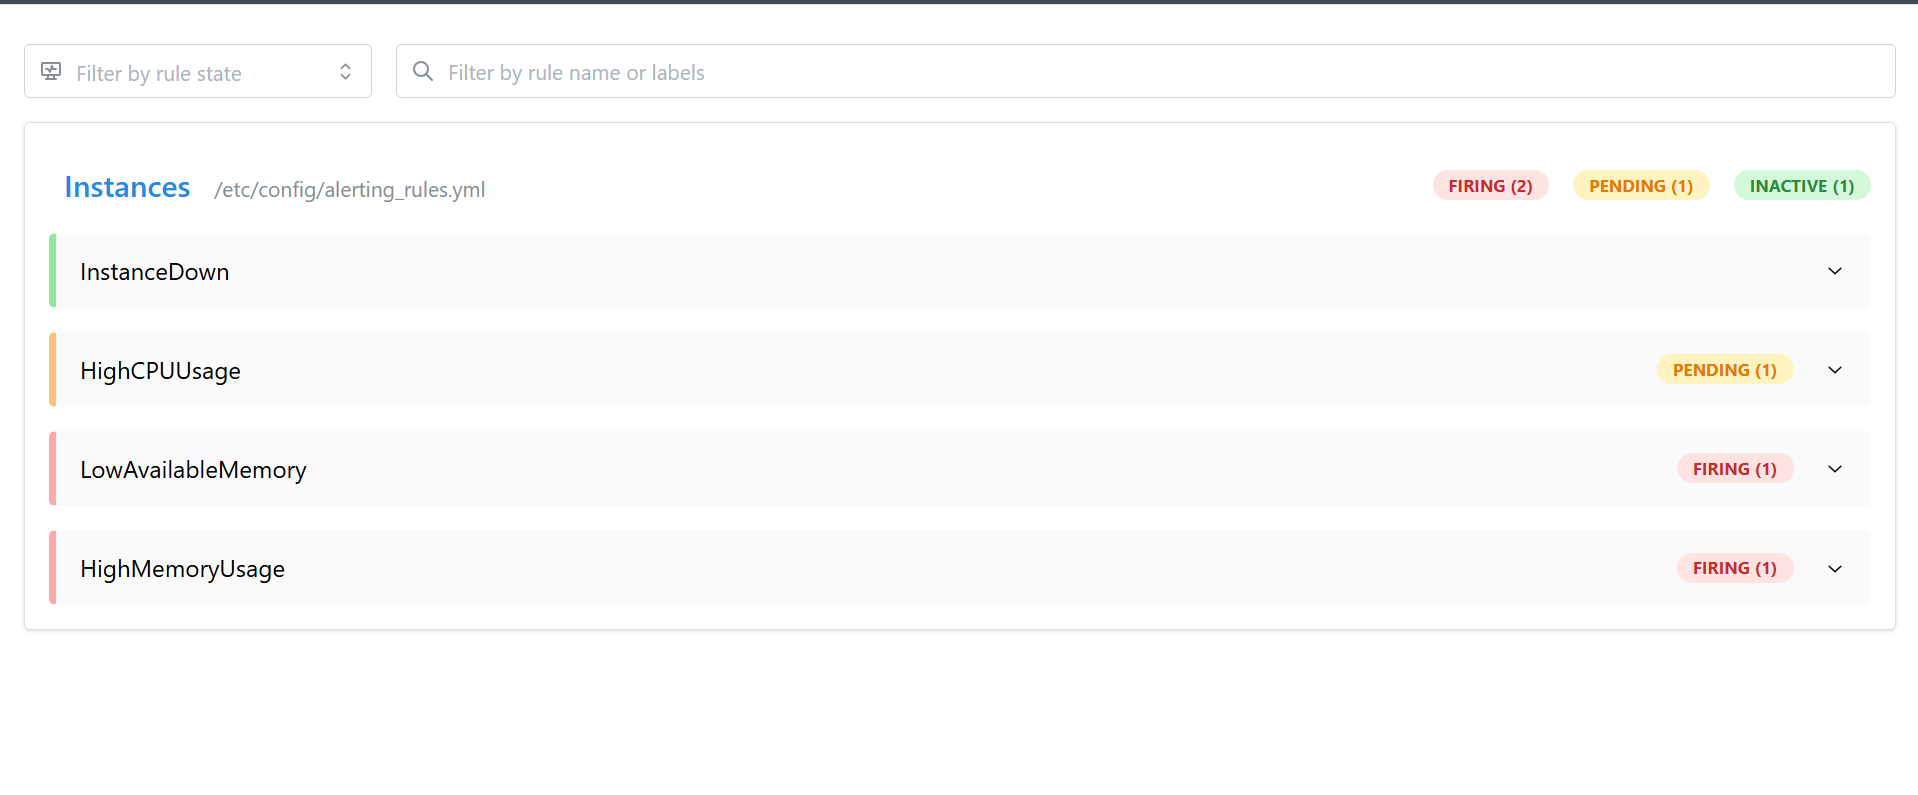 Filter by rule state Filter by rule name or labels
Instances /etc/config/alerting_rules.yml FIRING (2) PENDING (1) INACTIVE (1)
InstanceDown
HighCPUUsage PENDING (1)
LowAvailableMemory FIRING (1)
HighMemoryUsage FIRING (1)